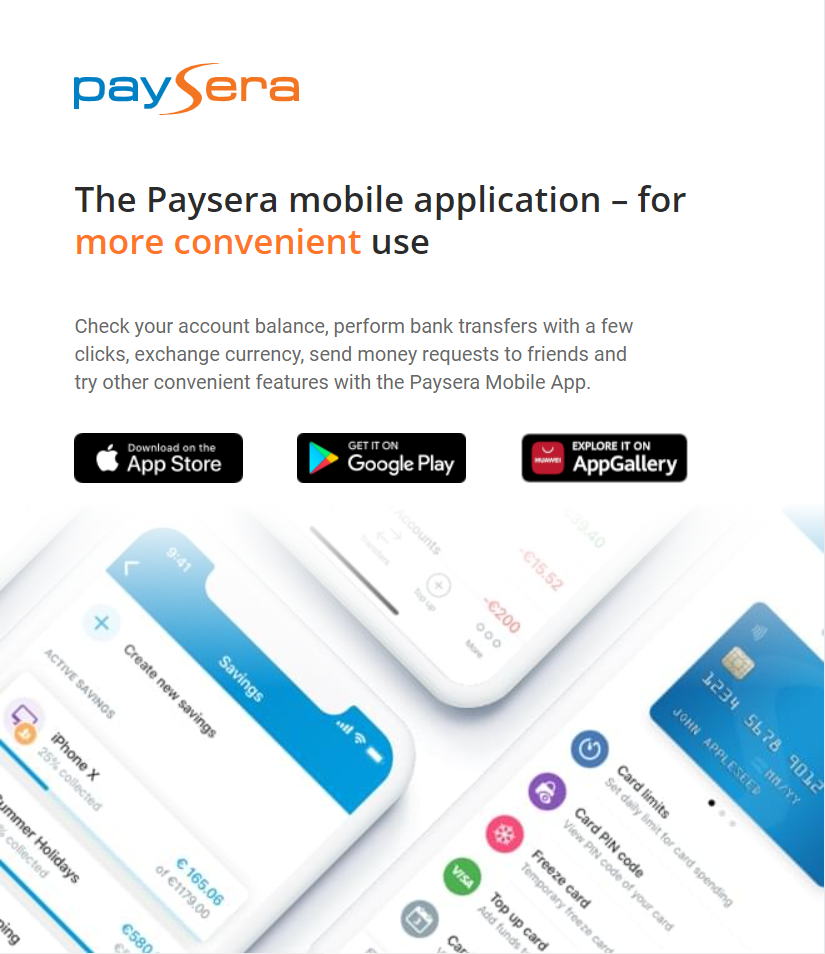 paysera
The Paysera mobile application – for
more convenient use
Check your account balance, perform bank transfers with a few
clicks, exchange currency, send money requests to friends and
try other convenient features with the Paysera Mobile App.
Download on the
App Store
GET IT ON
Google Play
HUAWEI
EXPLORE IT ON
AppGallery
9:41
Savings
Create new savings
ACTIVE SAVINGS
iPhone X
25% collected
€ 165.06
of €1179.00
Summer Holidays
% collected
€580
Accounts
Transfers
Top up
More
€39.40
-€15.52
-€200
1234 5678 9012
JOHN APPLESEED
MM/YY
Card limits
Set daily limit for card spending
Card PIN code
View PIN code of your card
Freeze card
Temporary freeze card
VISA
Top up card
Add funds